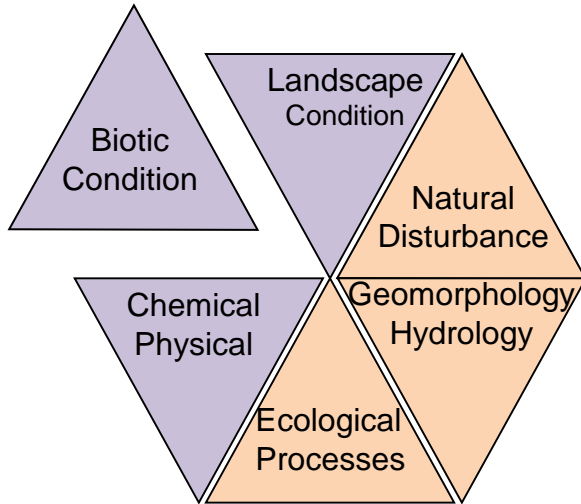 Landscape
Condition
Biotic
Condition
Natural
Disturbance
Chemical
Physical
Geomorphology
Hydrology
Ecological
Processes